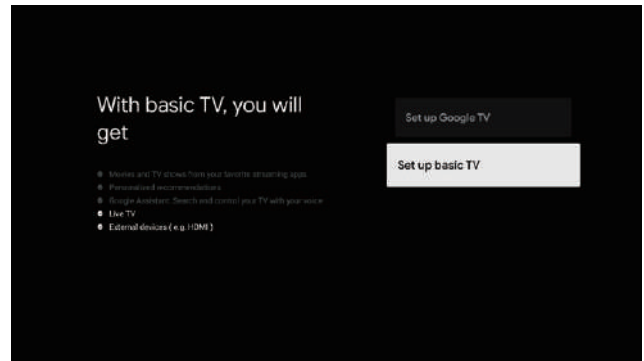 With basic TV, you will
get
Movies and TV shows from your favorite streaming apps
Personalized recommendations
Google Assistant. Search and control your TV with your voice
Live TV
External devices ( e.g. HDMI )
Set up Google TV
Set up basic TV